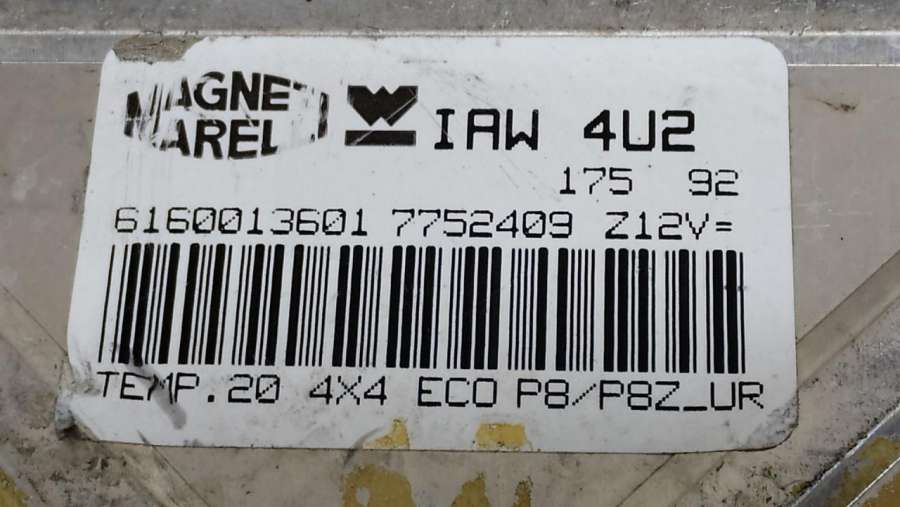 MAGNETI
MARELLI
IAW 4U2
175 92
6160013601 7752409 Z12V=
TEMP.20 4X4 ECO P8/P8Z_UR